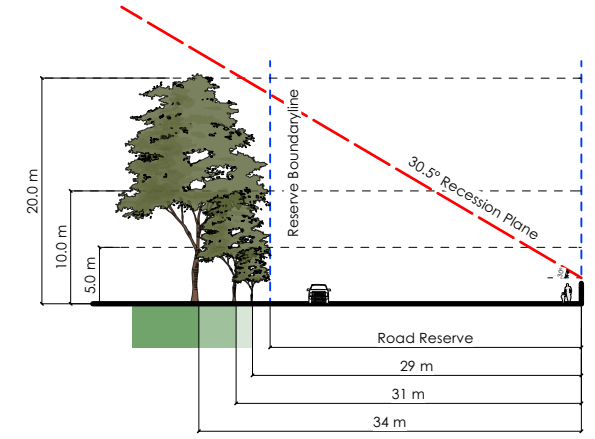 20.0 m
10.0 m
5.0 m
Reserve Boundaryline
30.5° Recession Plane
Road Reserve
29 m
31 m
34 m